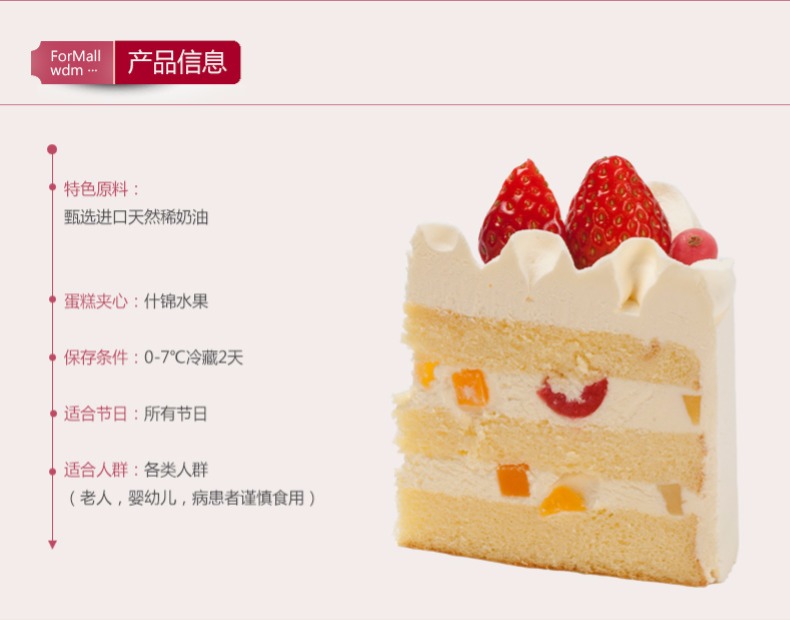 ForMall
wdm ···
产品信息
特色原料：
甄选进口天然稀奶油
蛋糕夹心：什锦水果
保存条件：0-7℃冷藏2天
适合节日：所有节日
适合人群：各类人群
（老人，婴幼儿，病患者谨慎食用）